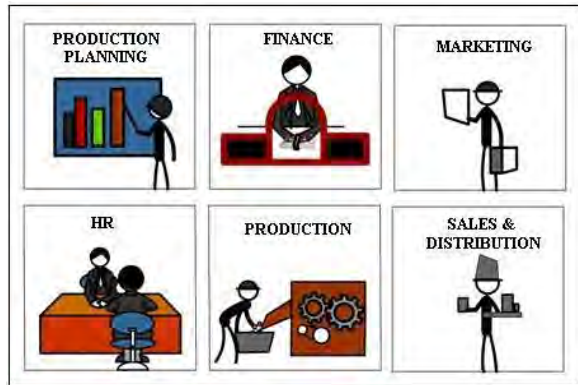 PRODUCTION
PLANNING
FINANCE
MARKETING
HR
PRODUCTION
SALES &
DISTRIBUTION